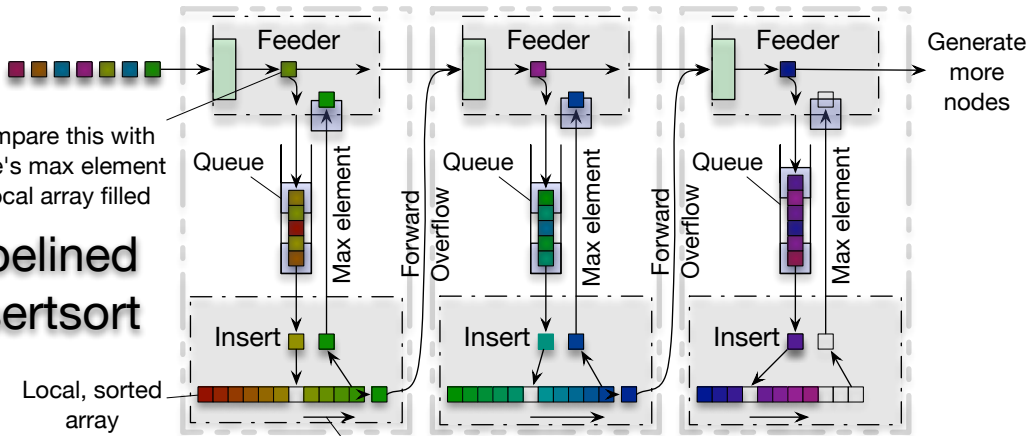 Feeder
Feeder
Feeder
Generate
more
nodes
mpare this with
e's max element
ocal array filled
Queue
Max element
Forward
Overflow
Queue
Max element
Forward
Overflow
Queue
Max element
pelined
sertsort
Insert
Insert
Insert
Local, sorted
array